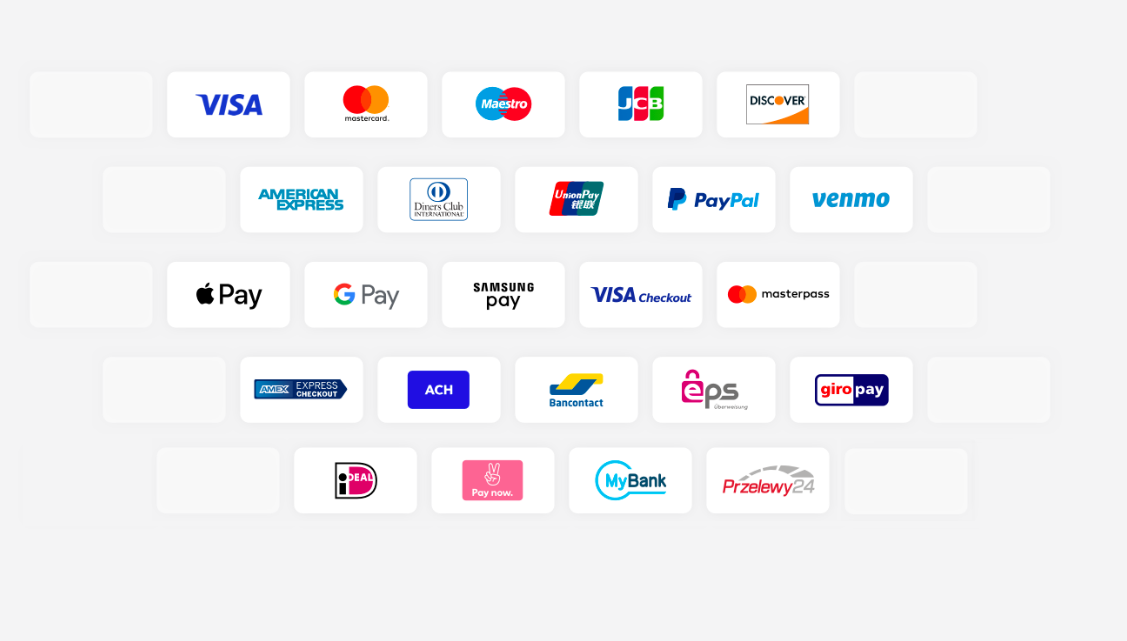 VISA
mastercard.
Maestro
JCB
DISCOVER
AMERICAN
EXPRESS
Diners Club
INTERNATIONAL
UnionPay
银联
PayPal
venmo
Pay
G Pay
SAMSUNG
pay
VISA Checkout
masterpass
AMEX EXPRESS
CHECKOUT
ACH
Bancontact
eps
Überweisung
giropay
iDEAL
Pay now.
MyBank
Przelewy24